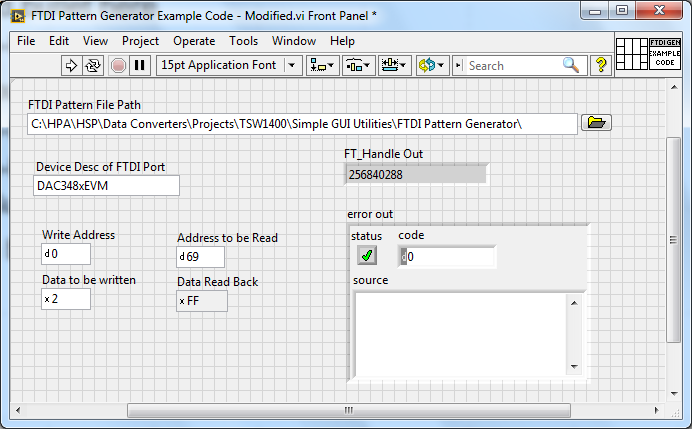 FTDI Pattern Generator Example Code - Modified.vi Front Panel *
File Edit View Project Operate Tools Window Help
15pt Application Font
Search
?
FTDI GEN
EXAMPLE
CODE
FTDI Pattern File Path
C:\HPA\HSP\Data Converters\Projects\TSW1400\Simple GUI Utilities\FTDI Pattern Generator\
Device Desc of FTDI Port
DAC348xEVM
FT_Handle Out
256840288
error out
status code
d 0
source
Write Address
d 0
Address to be Read
d 69
Data to be written
x 2
Data Read Back
x FF